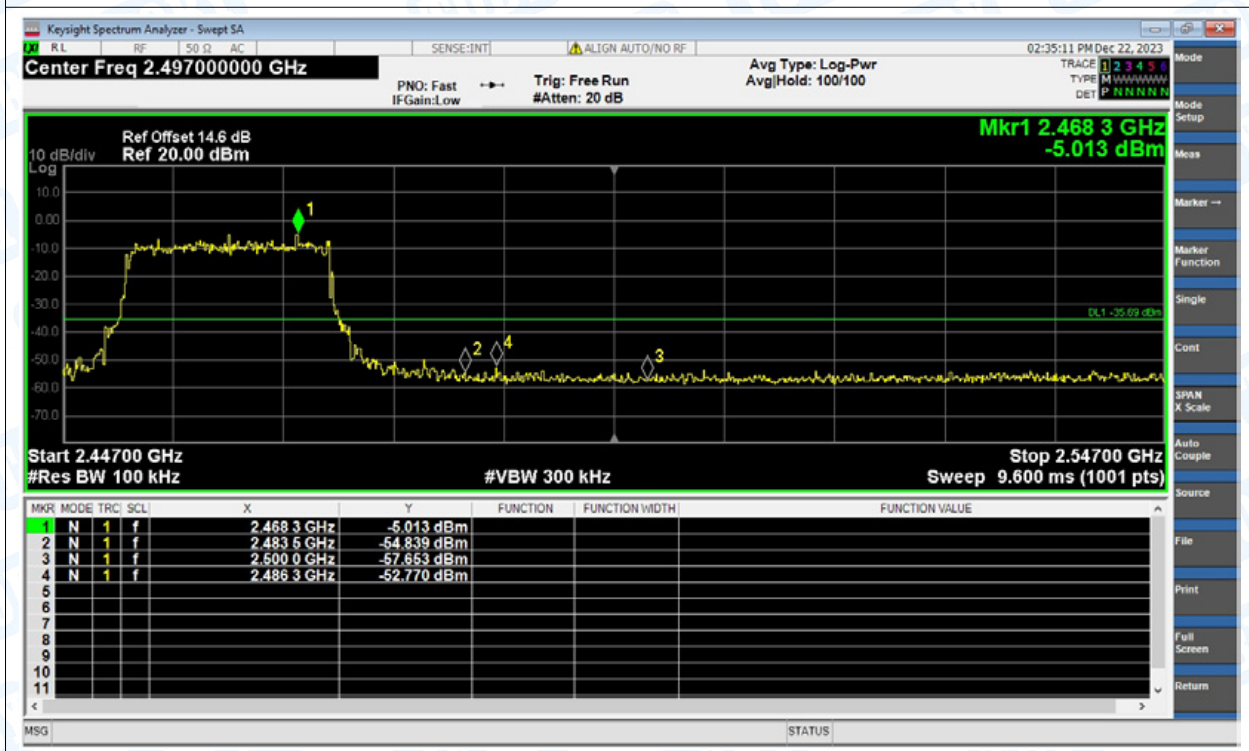 Keysight Spectrum Analyzer - Swept SA
RL RF 50 Ω AC SENSE:INT ALIGN AUTO/NO RF 02:35:11 PM Dec 22, 2023
Center Freq 2.497000000 GHz
PNO: Fast
IFGain:Low
Trig: Free Run
#Atten: 20 dB
Avg Type: Log-Pwr
Avg|Hold: 100/100
TRACE 1 2 3 4 5 6
TYPE M W W W W W
DET P N N N N N
Ref Offset 14.6 dB
10 dB/div Ref 20.00 dBm
Log
Mkr1 2.468 3 GHz
-5.013 dBm
10.0
0.00
-10.0
-20.0
-30.0
-40.0
-50.0
-60.0
-70.0
1
2
4
3
DL1 -35.69 dBm
Start 2.44700 GHz Stop 2.54700 GHz
#Res BW 100 kHz #VBW 300 kHz Sweep 9.600 ms (1001 pts)
MKR MODE TRC SCL X Y FUNCTION FUNCTION WIDTH FUNCTION VALUE
1 N 1 f 2.468 3 GHz -5.013 dBm
2 N 1 f 2.483 5 GHz -54.839 dBm
3 N 1 f 2.500 0 GHz -57.653 dBm
4 N 1 f 2.486 3 GHz -52.770 dBm
5
6
7
8
9
10
11
MSG STATUS
Mode
Mode
Setup
Meas
Marker →
Marker
Function
Single
Cont
SPAN
X Scale
Auto
Couple
Source
File
Print
Full
Screen
Return